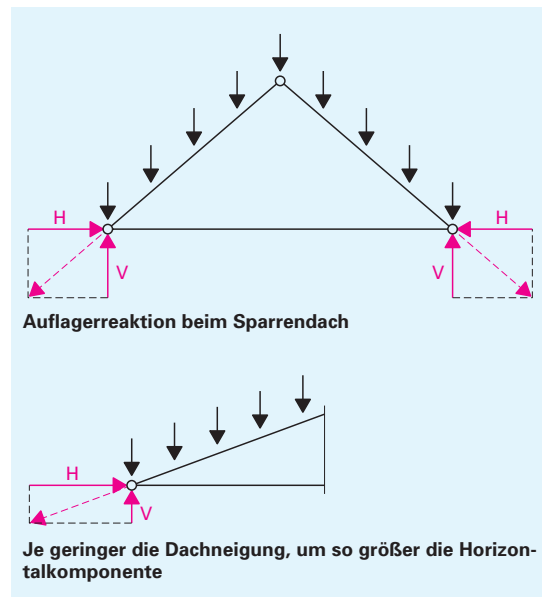 H
H
V
V
Auflagerreaktion beim Sparrendach
H
V
Je geringer die Dachneigung, um so größer die Horizon-
talkomponente